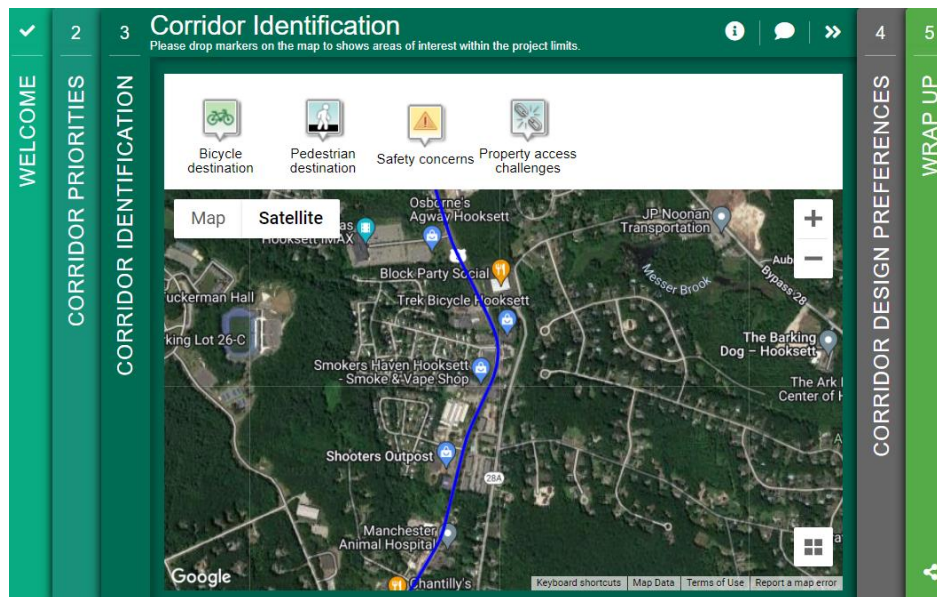 WELCOME
2
CORRIDOR PRIORITIES
3
CORRIDOR IDENTIFICATION
Corridor Identification
Please drop markers on the map to shows areas of interest within the project limits.
Bicycle
destination
Pedestrian
destination
Safety concerns
Property access
challenges
Map
Satellite
Osborne's
Agway Hooksett
as
Hooksett IMAX
JP Noonan
Transportation
Block Party Social
Messer Brook
Aub
Bypass 28
uckerman Hall
Trek Bicycle Hooksett
king Lot 26-C
The Barking
Dog – Hooksett
Smokers Haven Hooksett
- Smoke & Vape Shop
The Ark
Center of H
Shooters Outpost
28A
Manchester
Animal Hospital
Chantilly's
Google
Keyboard shortcuts
Map Data
Terms of Use
Report a map error
4
CORRIDOR DESIGN PREFERENCES
5
WRAP UP